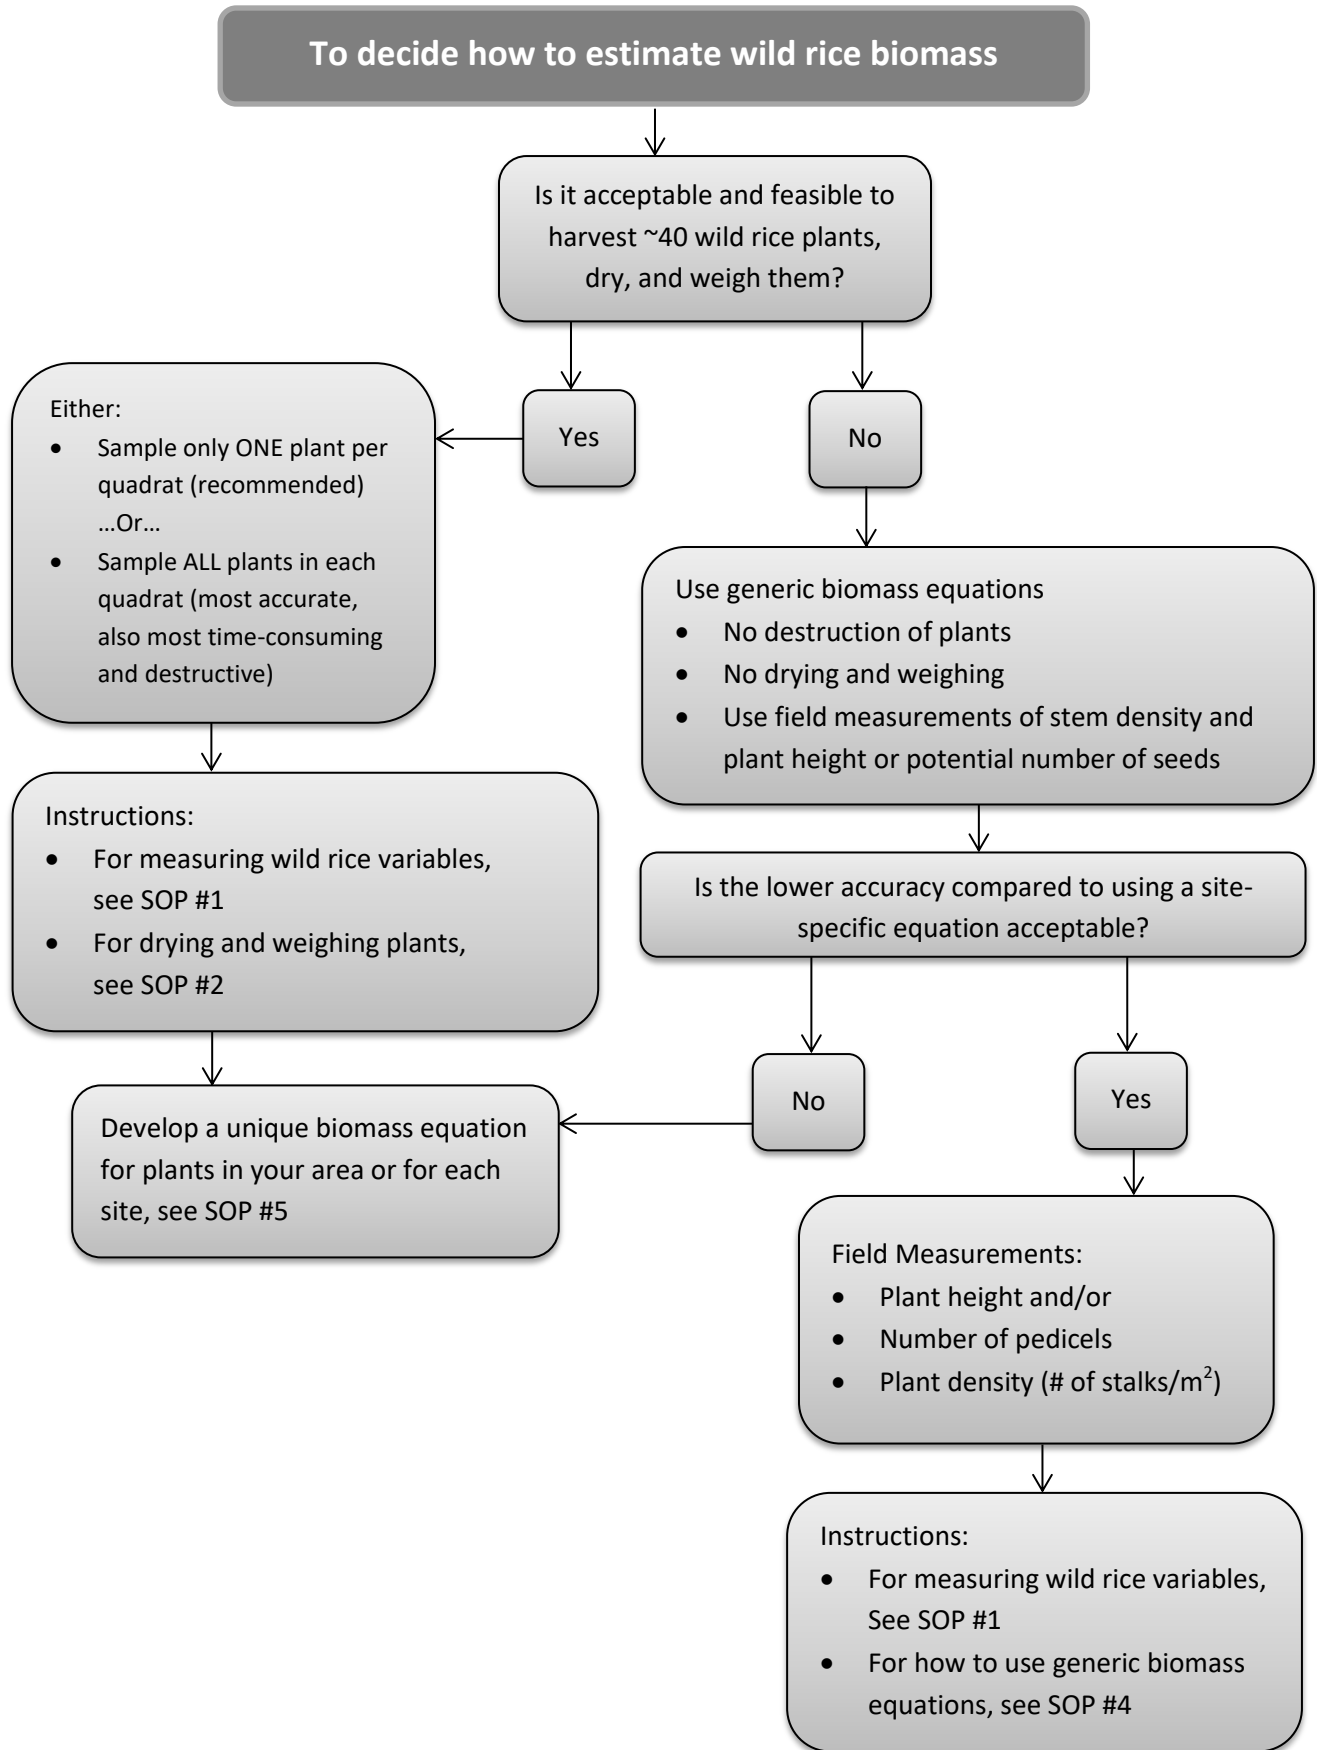 To decide how to estimate wild rice biomass
Is it acceptable and feasible to
harvest ~40 wild rice plants,
dry, and weigh them?
Yes
No
Either:
• Sample only ONE plant per
quadrat (recommended)
...Or...
• Sample ALL plants in each
quadrat (most accurate,
also most time-consuming
and destructive)
Use generic biomass equations
• No destruction of plants
• No drying and weighing
• Use field measurements of stem density and
plant height or potential number of seeds
Instructions:
• For measuring wild rice variables,
see SOP #1
• For drying and weighing plants,
see SOP #2
Is the lower accuracy compared to using a site-
specific equation acceptable?
No
Yes
Develop a unique biomass equation
for plants in your area or for each
site, see SOP #5
Field Measurements:
• Plant height and/or
• Number of pedicels
• Plant density (# of stalks/m²)
Instructions:
• For measuring wild rice variables,
See SOP #1
• For how to use generic biomass
equations, see SOP #4